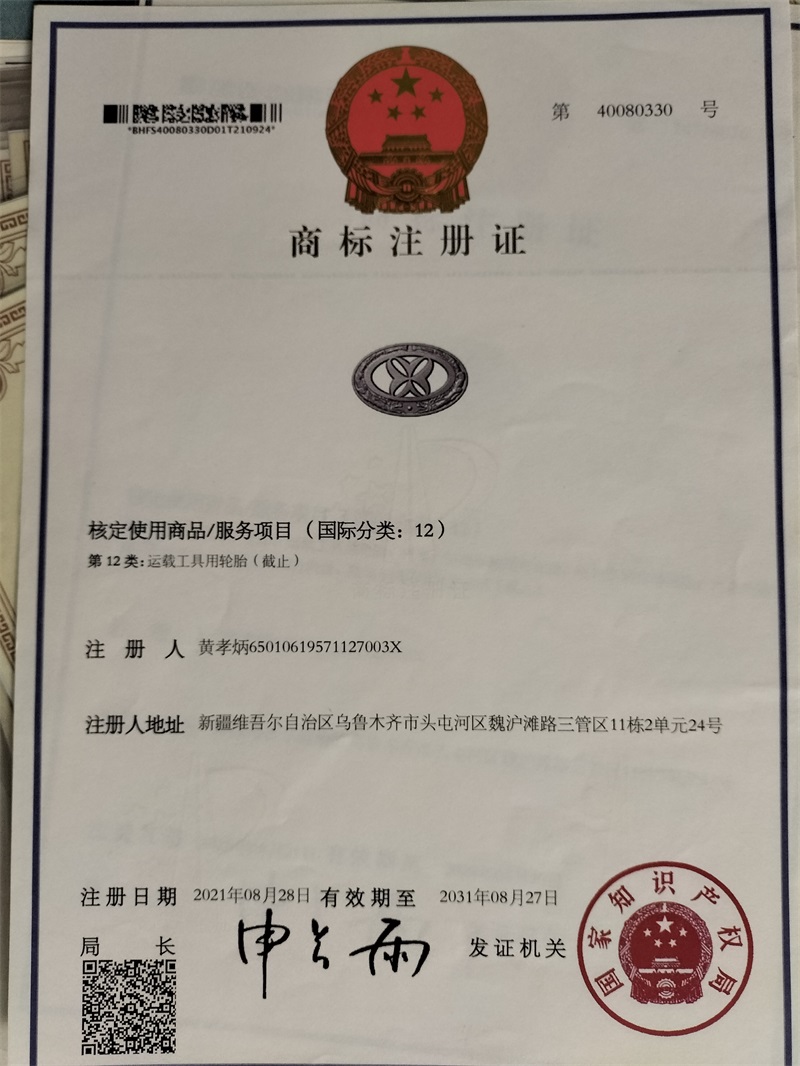 *BHFS40080330D01T210924*
第 40080330 号
商标注册证
核定使用商品/服务项目（国际分类：12）
第 12 类：运载工具用轮胎（截止）
注册人 黄孝炳65010619571127003X
注册人地址 新疆维吾尔自治区乌鲁木齐市头屯河区魏沪滩路三管区11栋2单元24号
注册日期 2021年08月28日 有效期至 2031年08月27日
局长 申长雨 发证机关
国家知识产权局